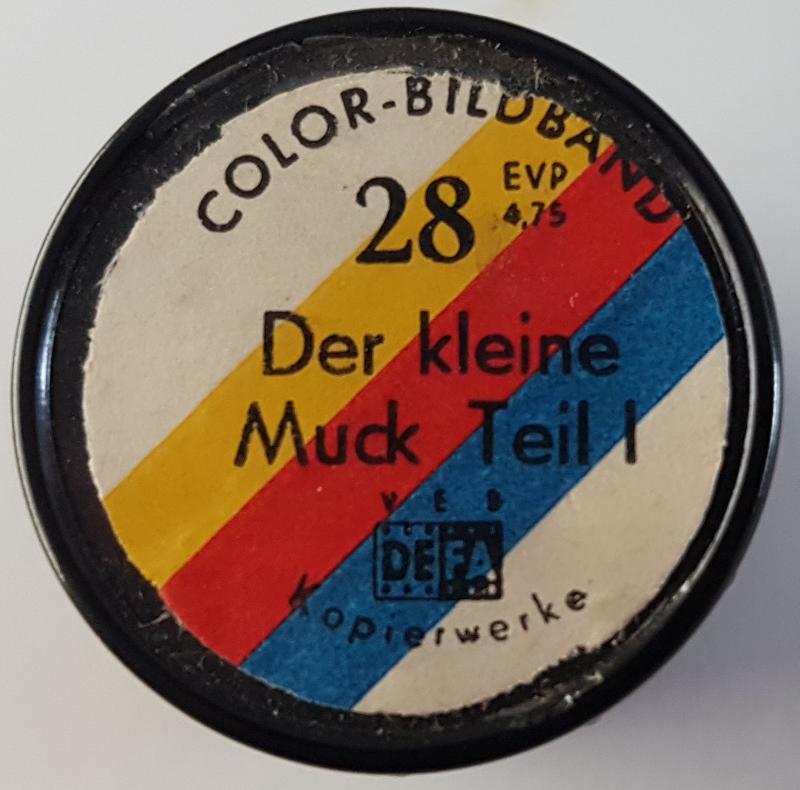 COLOR-BILDBAND
28
EVP
4,75
Der kleine
Muck Teil I
VEB
DEFA
Kopierwerke